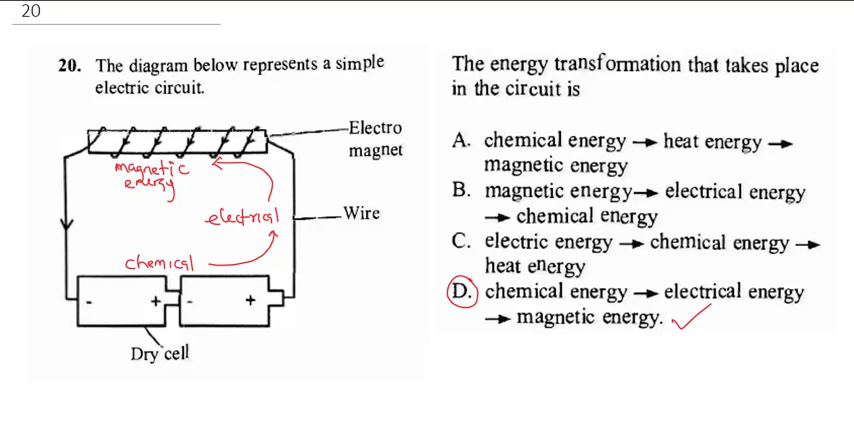 20
20. The diagram below represents a simple
electric circuit.
Electro
magnet
magnetic
energy
electrical
Wire
chemical
- + - +
Dry cell
The energy transformation that takes place
in the circuit is
A. chemical energy → heat energy →
magnetic energy
B. magnetic energy → electrical energy
→ chemical energy
C. electric energy → chemical energy →
heat energy
D. chemical energy → electrical energy
→ magnetic energy. ✓